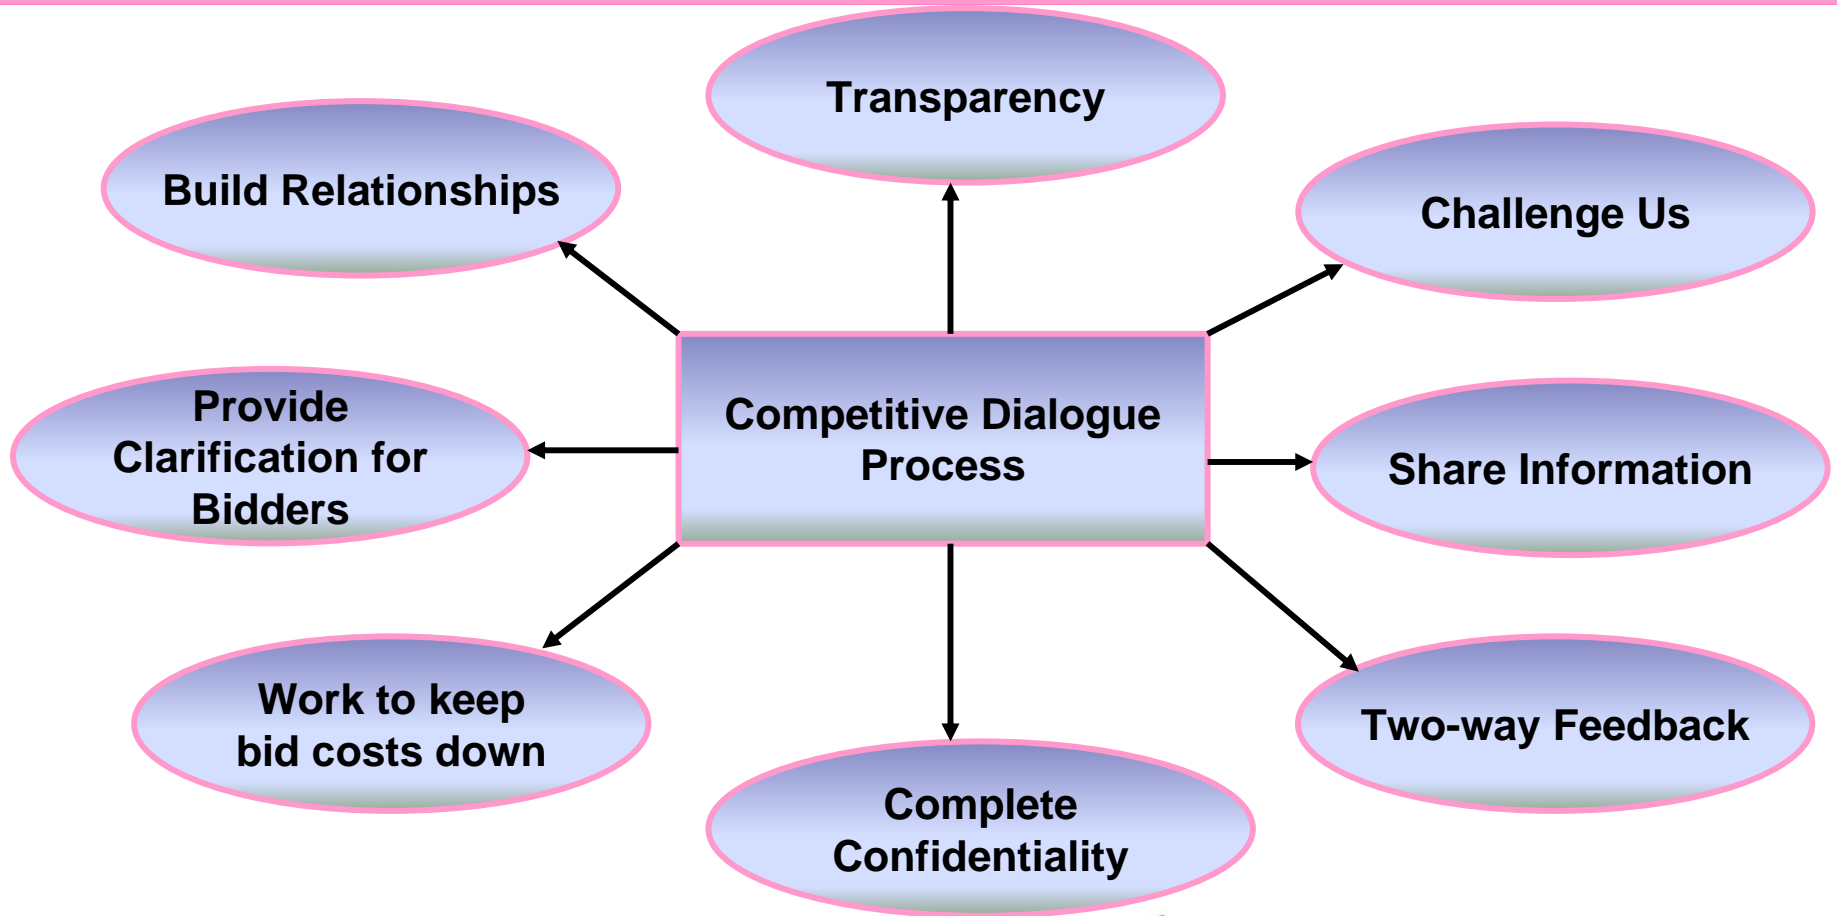 Transparency
Build Relationships
Challenge Us
Provide
Clarification for
Bidders
Competitive Dialogue
Process
Share Information
Work to keep
bid costs down
Two-way Feedback
Complete
Confidentiality